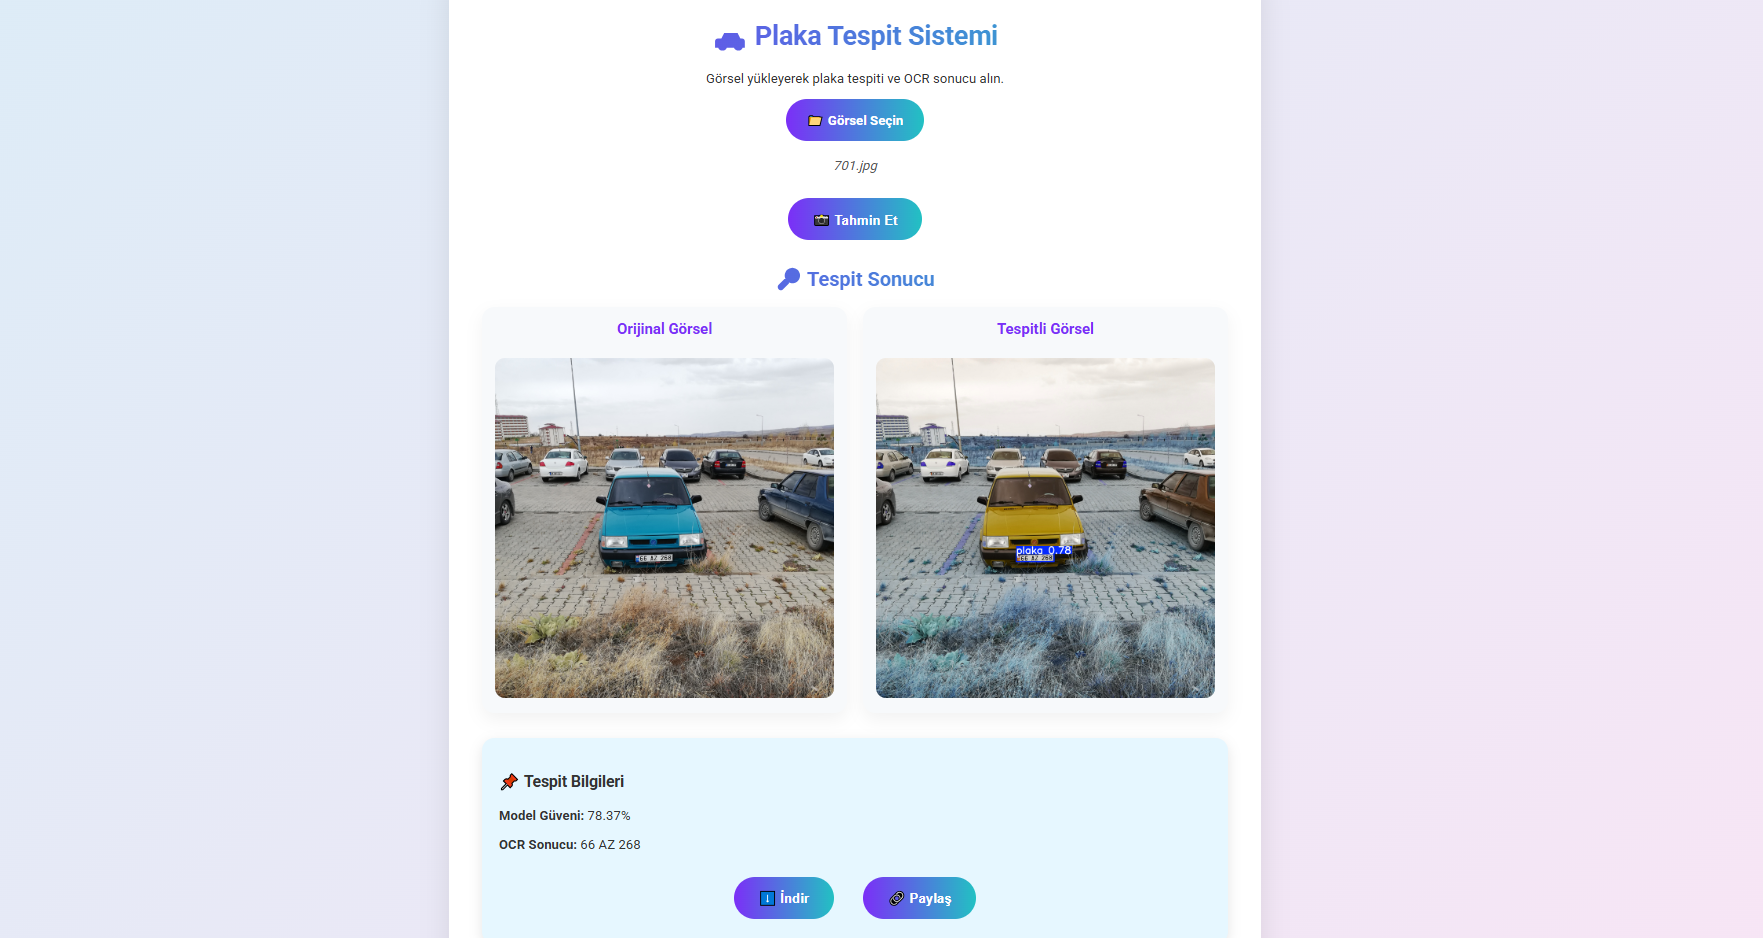 Plaka Tespit Sistemi
Görsel yükleyerek plaka tespiti ve OCR sonucu alın.
Görsel Seçin
701.jpg
Tahmin Et
Tespit Sonucu
Orijinal Görsel
Tespitli Görsel
66 AZ 268
plaka 0.78
66 AZ 268
Tespit Bilgileri
Model Güveni: 78.37%
OCR Sonucu: 66 AZ 268
İndir
Paylaş